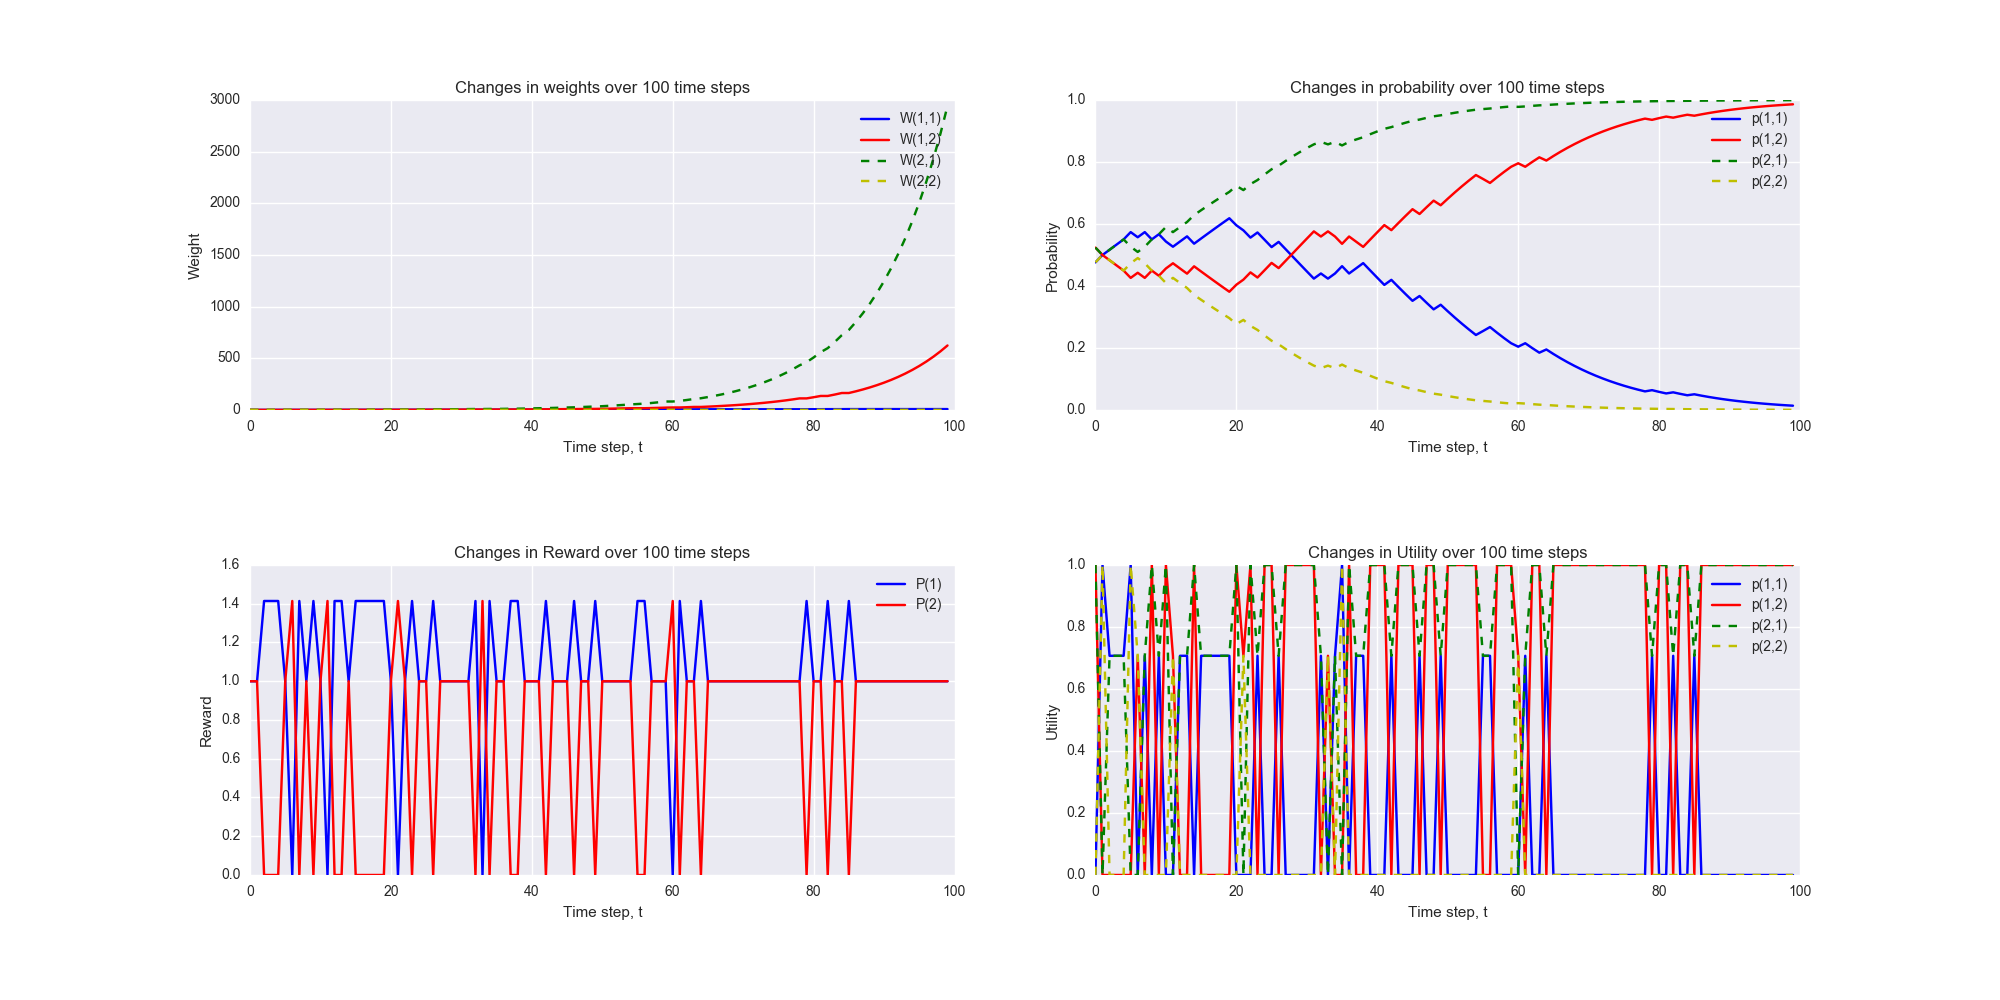 Changes in weights over 100 time steps
3000
2500
2000
1500
1000
500
0
Weight
W(1,1)
W(1,2)
W(2,1)
W(2,2)
0 20 40 60 80 100
Time step, t
Changes in probability over 100 time steps
1.0
0.8
0.6
0.4
0.2
0.0
Probability
p(1,1)
p(1,2)
p(2,1)
p(2,2)
0 20 40 60 80 100
Time step, t
Changes in Reward over 100 time steps
1.6
1.4
1.2
1.0
0.8
0.6
0.4
0.2
0.0
Reward
P(1)
P(2)
0 20 40 60 80 100
Time step, t
Changes in Utility over 100 time steps
1.0
0.8
0.6
0.4
0.2
0.0
Utility
p(1,1)
p(1,2)
p(2,1)
p(2,2)
0 20 40 60 80 100
Time step, t